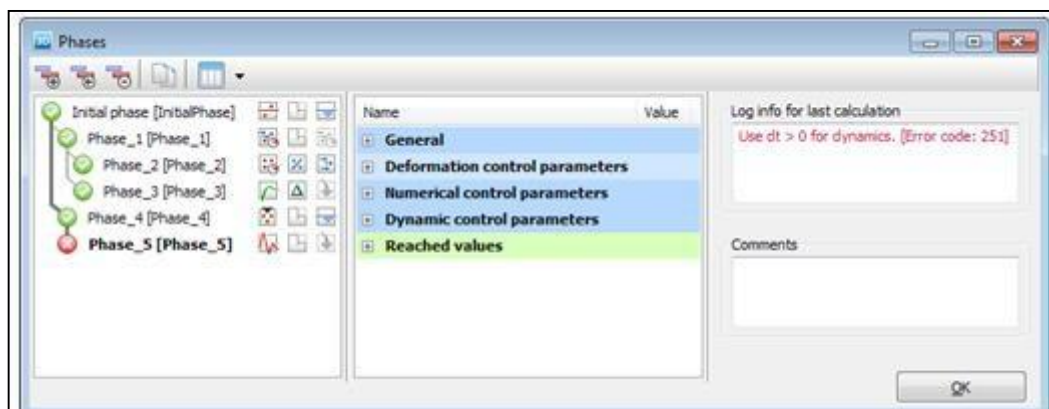 Phases
Initial phase [InitialPhase]
Phase_1 [Phase_1]
Phase_2 [Phase_2]
Phase_3 [Phase_3]
Phase_4 [Phase_4]
Phase_5 [Phase_5]
Name Value
General
Deformation control parameters
Numerical control parameters
Dynamic control parameters
Reached values
Log info for last calculation
Use dt > 0 for dynamics. [Error code: 251]
Comments
OK